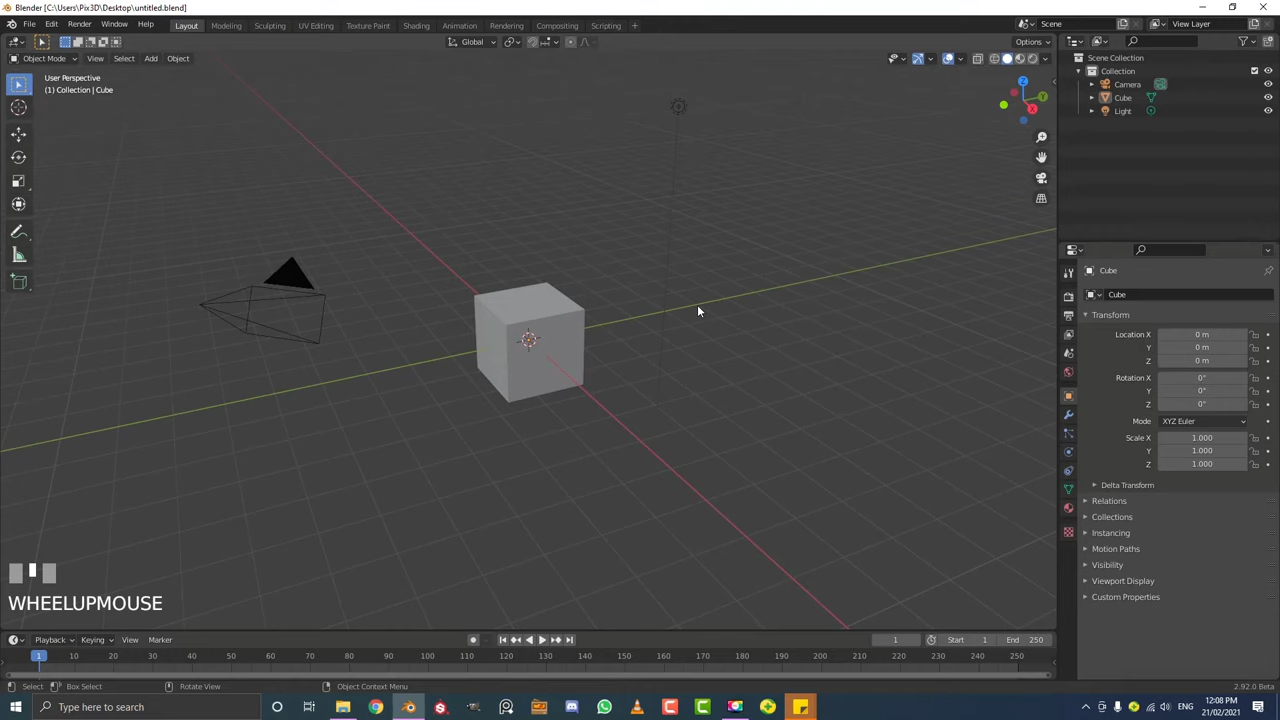 Blender [C:\Users\Pix3D\Desktop\untitled.blend]
File Edit Render Window Help Layout Modeling Sculpting UV Editing Texture Paint Shading Animation Rendering Compositing Scripting + Scene View Layer
Global Options
Object Mode View Select Add Object
User Perspective
(1) Collection | Cube
Z
Y
X
Scene Collection
Collection
Camera
Cube
Light
Cube
Cube
Transform
Location X 0 m
Y 0 m
Z 0 m
Rotation X 0°
Y 0°
Z 0°
Mode XYZ Euler
Scale X 1.000
Y 1.000
Z 1.000
Delta Transform
Relations
Collections
Instancing
Motion Paths
Visibility
Viewport Display
Custom Properties
WHEELUPMOUSE
Playback Keying View Marker 1 Start 1 End 250
1 10 20 30 40 50 60 70 80 90 100 110 120 130 140 150 160 170 180 190 200 210 220 230 240 250
Select Box Select Rotate View Object Context Menu 2.92.0 Beta
Type here to search ENG 12:08 PM
21/02/2021